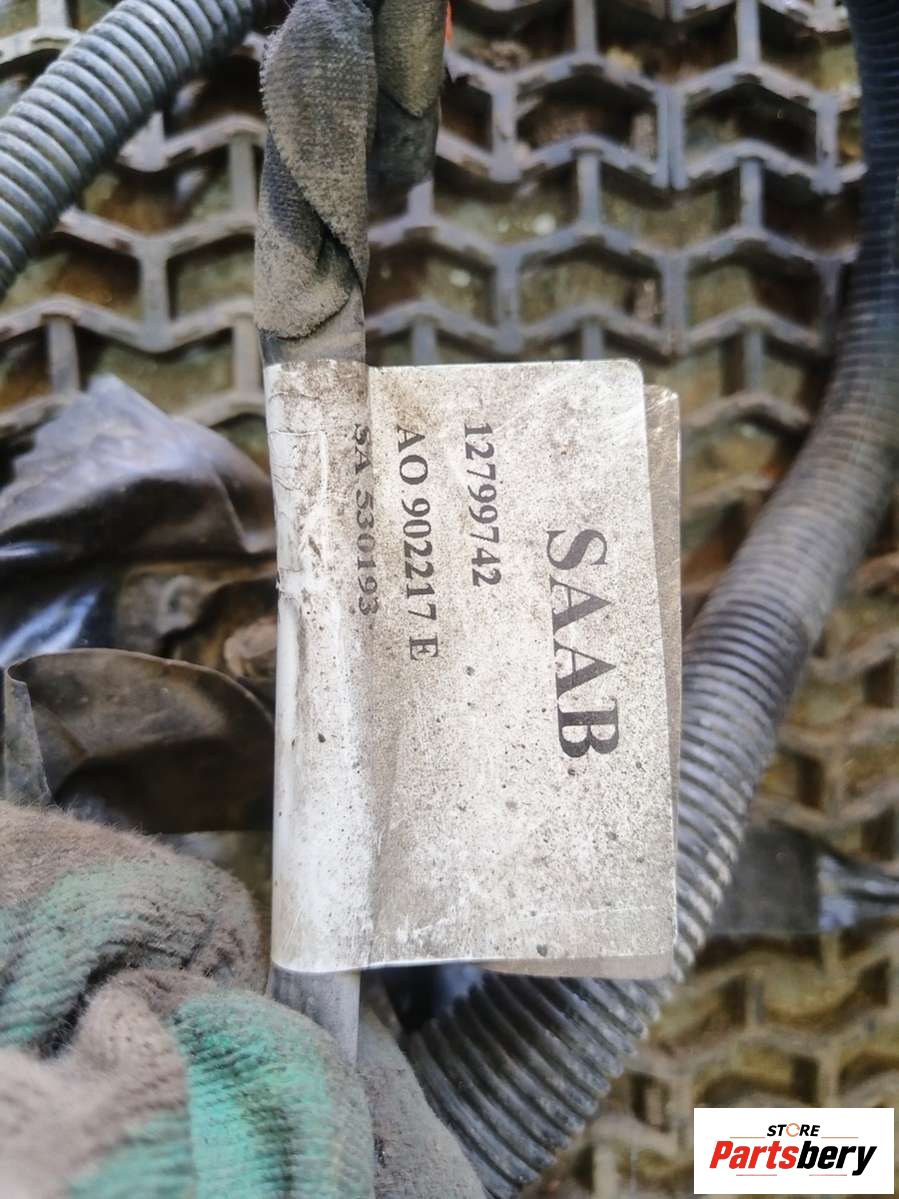 SAAB
12799742
AO 902217 E
SA 530193
STORE
Partsbery